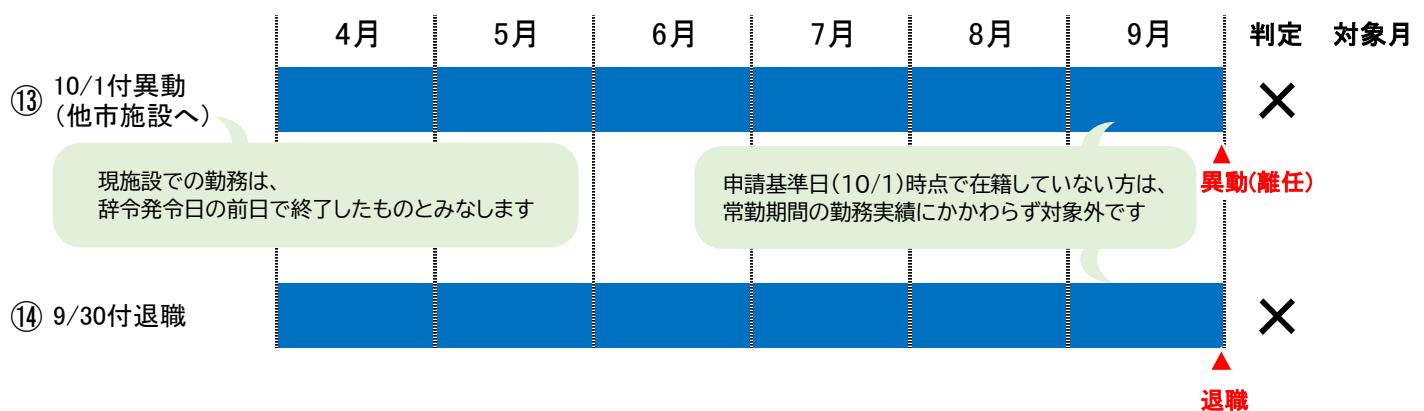 4月 5月 6月 7月 8月 9月 判定 対象月
⑬ 10/1付異動
(他市施設へ)
×
現施設での勤務は、
辞令発令日の前日で終了したものとみなします
申請基準日(10/1)時点で在籍していない方は、
常勤期間の勤務実績にかかわらず対象外です
▲
異動(離任)
⑭ 9/30付退職 ×
▲
退職